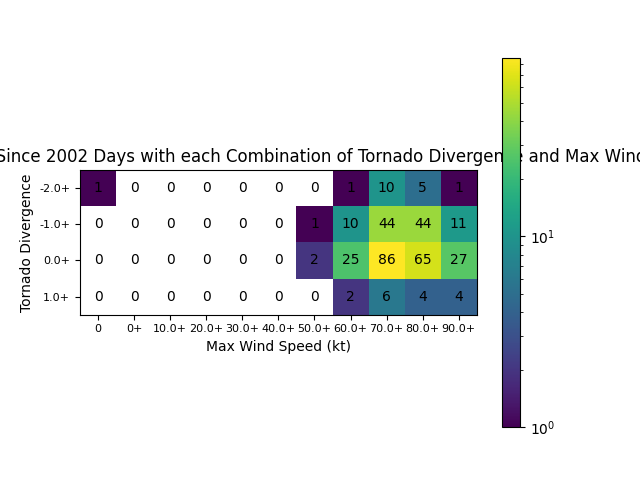 Since 2002 Days with each Combination of Tornado Divergence and Max Wind
Tornado Divergence
-2.0+ 1 0 0 0 0 0 0 1 10 5 1
-1.0+ 0 0 0 0 0 0 1 10 44 44 11
0.0+ 0 0 0 0 0 0 2 25 86 65 27
1.0+ 0 0 0 0 0 0 0 2 6 4 4
0 0+ 10.0+ 20.0+ 30.0+ 40.0+ 50.0+ 60.0+ 70.0+ 80.0+ 90.0+
Max Wind Speed (kt)
10¹
10⁰